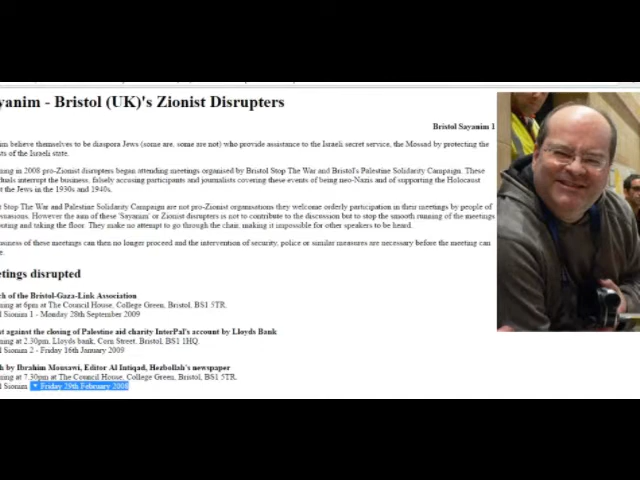 yanim - Bristol (UK)'s Zionist Disrupters
Bristol Sayanim 1
im believe themselves to be diaspora Jews (some are, some are not) who provide assistance to the Israeli secret service, the Mossad by protecting the
ts of the Israeli state.
ning in 2008 pro-Zionist disrupters began attending meetings organised by Bristol Stop The War and Bristol's Palestine Solidarity Campaign. These
duals interrupt the business, falsely accusing participants and journalists covering these events of being neo-Nazis and of supporting the Holocaust
t the Jews in the 1930s and 1940s.
Stop The War and Palestine Solidarity Campaign are not pro-Zionist organisations they welcome orderly participation in their meetings by people of
suasions. However the aim of these 'Sayanim' or Zionist disrupters is not to contribute to the discussion but to stop the smooth running of the meetings
uting and taking the floor. They make no attempt to go through the chair, making it impossible for other speakers to be heard.
usiness of these meetings can then no longer proceed and the intervention of security, police or similar measures are necessary before the meeting can
e.
etings disrupted
ch of the Bristol-Gaza-Link Association
ning at 6pm at The Council House, College Green, Bristol, BS1 5TR.
l Sionim 1 - Monday 28th September 2009
st against the closing of Palestine aid charity InterPal's account by Lloyds Bank
ning at 2.30pm, Lloyds bank, Corn Street, Bristol, BS1 1HQ.
l Sionim 2 - Friday 16th January 2009
h by Ibrahim Mousawi, Editor Al Intiqad, Hezbollah's newspaper
ning at 7.30pm at The Council House, College Green, Bristol, BS1 5TR.
l Sionim * Friday 29th February 2008